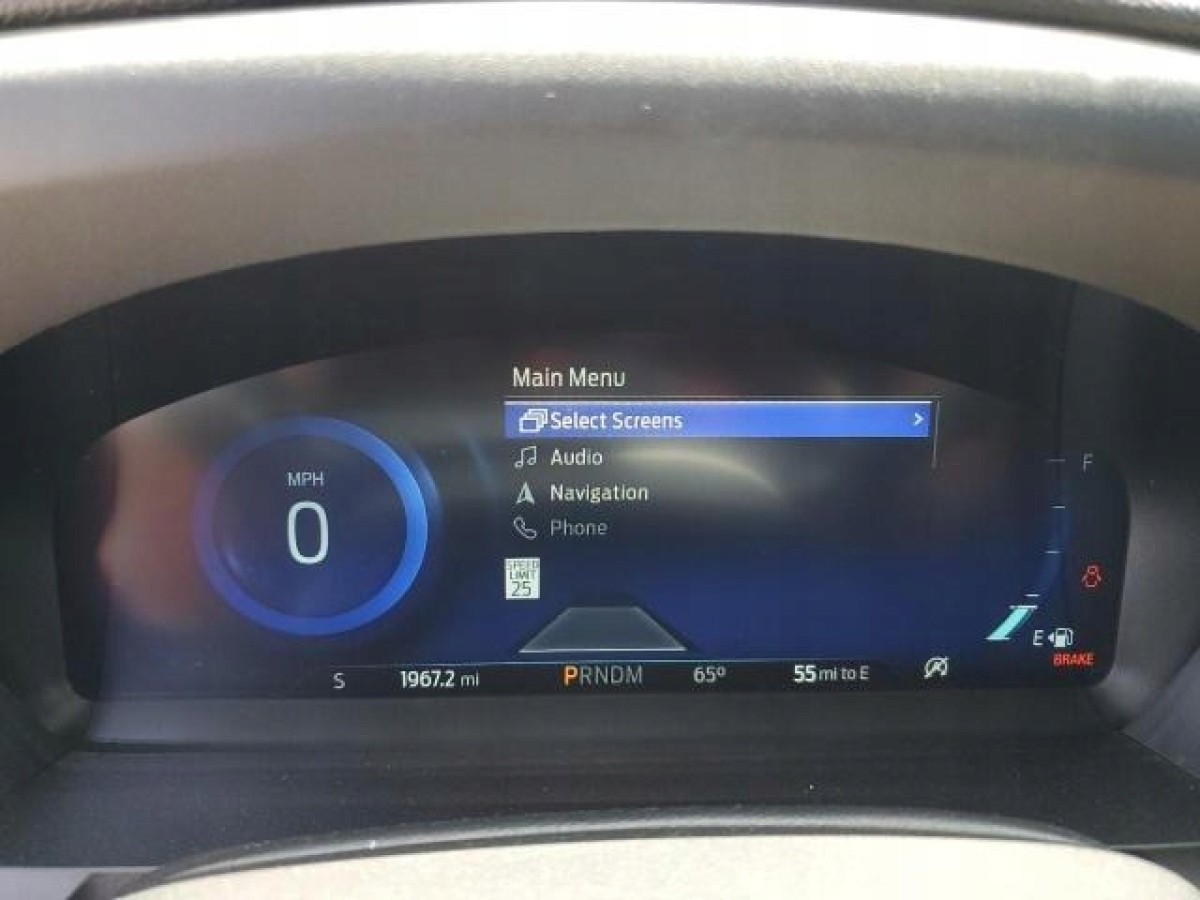 Main Menu
Select Screens
Audio
Navigation
Phone
MPH
0
SPEED
LIMIT
25
F
E
BRAKE
S 1967.2 mi PRNDM 65° 55 mi to E